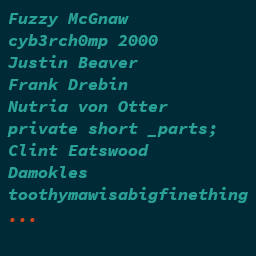 Fuzzy McGnaw
cyb3rch0mp 2000
Justin Beaver
Frank Drebin
Nutria von Otter
private short _parts;
Clint Eatswood
Damokles
toothymawisabigfinething
...